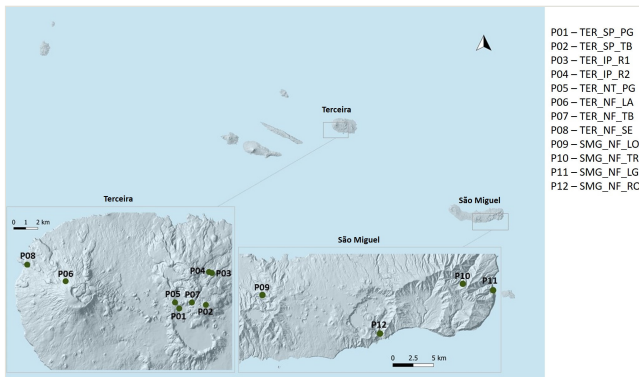 P01 – TER_SP_PG
P02 – TER_SP_TB
P03 – TER_IP_R1
P04 – TER_IP_R2
P05 – TER_NT_PG
P06 – TER_NF_LA
P07 – TER_NF_TB
P08 – TER_NF_SE
P09 – SMG_NF_LO
P10 – SMG_NF_TR
P11 – SMG_NF_LG
P12 – SMG_NF_RO
Terceira
São Miguel
Terceira
0 1 2 km
P08
P06
P04
P03
P05
P07
P01
P02
São Miguel
P09
P10
P11
P12
0 2.5 5 km